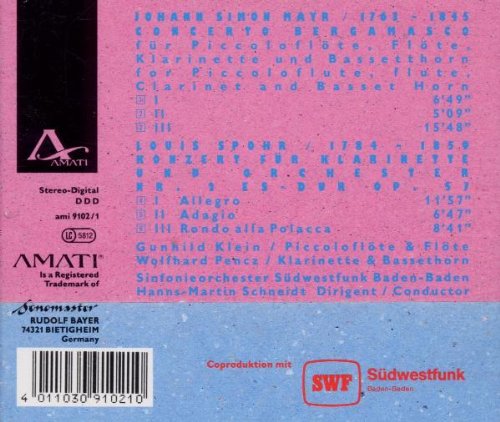 JOHANN SIMON MAYR / 1763 - 1845
CONCERTO BERGAMASCO
für Piccoloflöte, Flöte,
Klarinette und Bassetthorn
for Piccoloflute, flute,
Clarinet and Basset Horn
1 I 6'49"
2 II 5'09"
3 III 15'48"
LOUIS SPOHR / 1784 - 1859
KONZERT FÜR KLARINETTE
UND ORCHESTER
NR. 2 ES-DUR OP. 57
4 I Allegro 11'57"
5 II Adagio 6'47"
6 III Rondo alla Polacca 8'41"
Gunhild Klein / Piccoloflöte & Flöte
Wolfhard Pencz / Klarinette & Bassethorn
Sinfonieorchester Südwestfunk Baden-Baden
Hanns-Martin Schneidt Dirigent / Conductor
A
AMATI
Stereo-Digital
DDD
ami 9102/1
LC 5812
AMATI®
Is a Registered
Trademark of
Sonomaster
RUDOLF BAYER
74321 BIETIGHEIM
Germany
4 011030 910210
Coproduktion mit
SWF
Südwestfunk
Baden-Baden